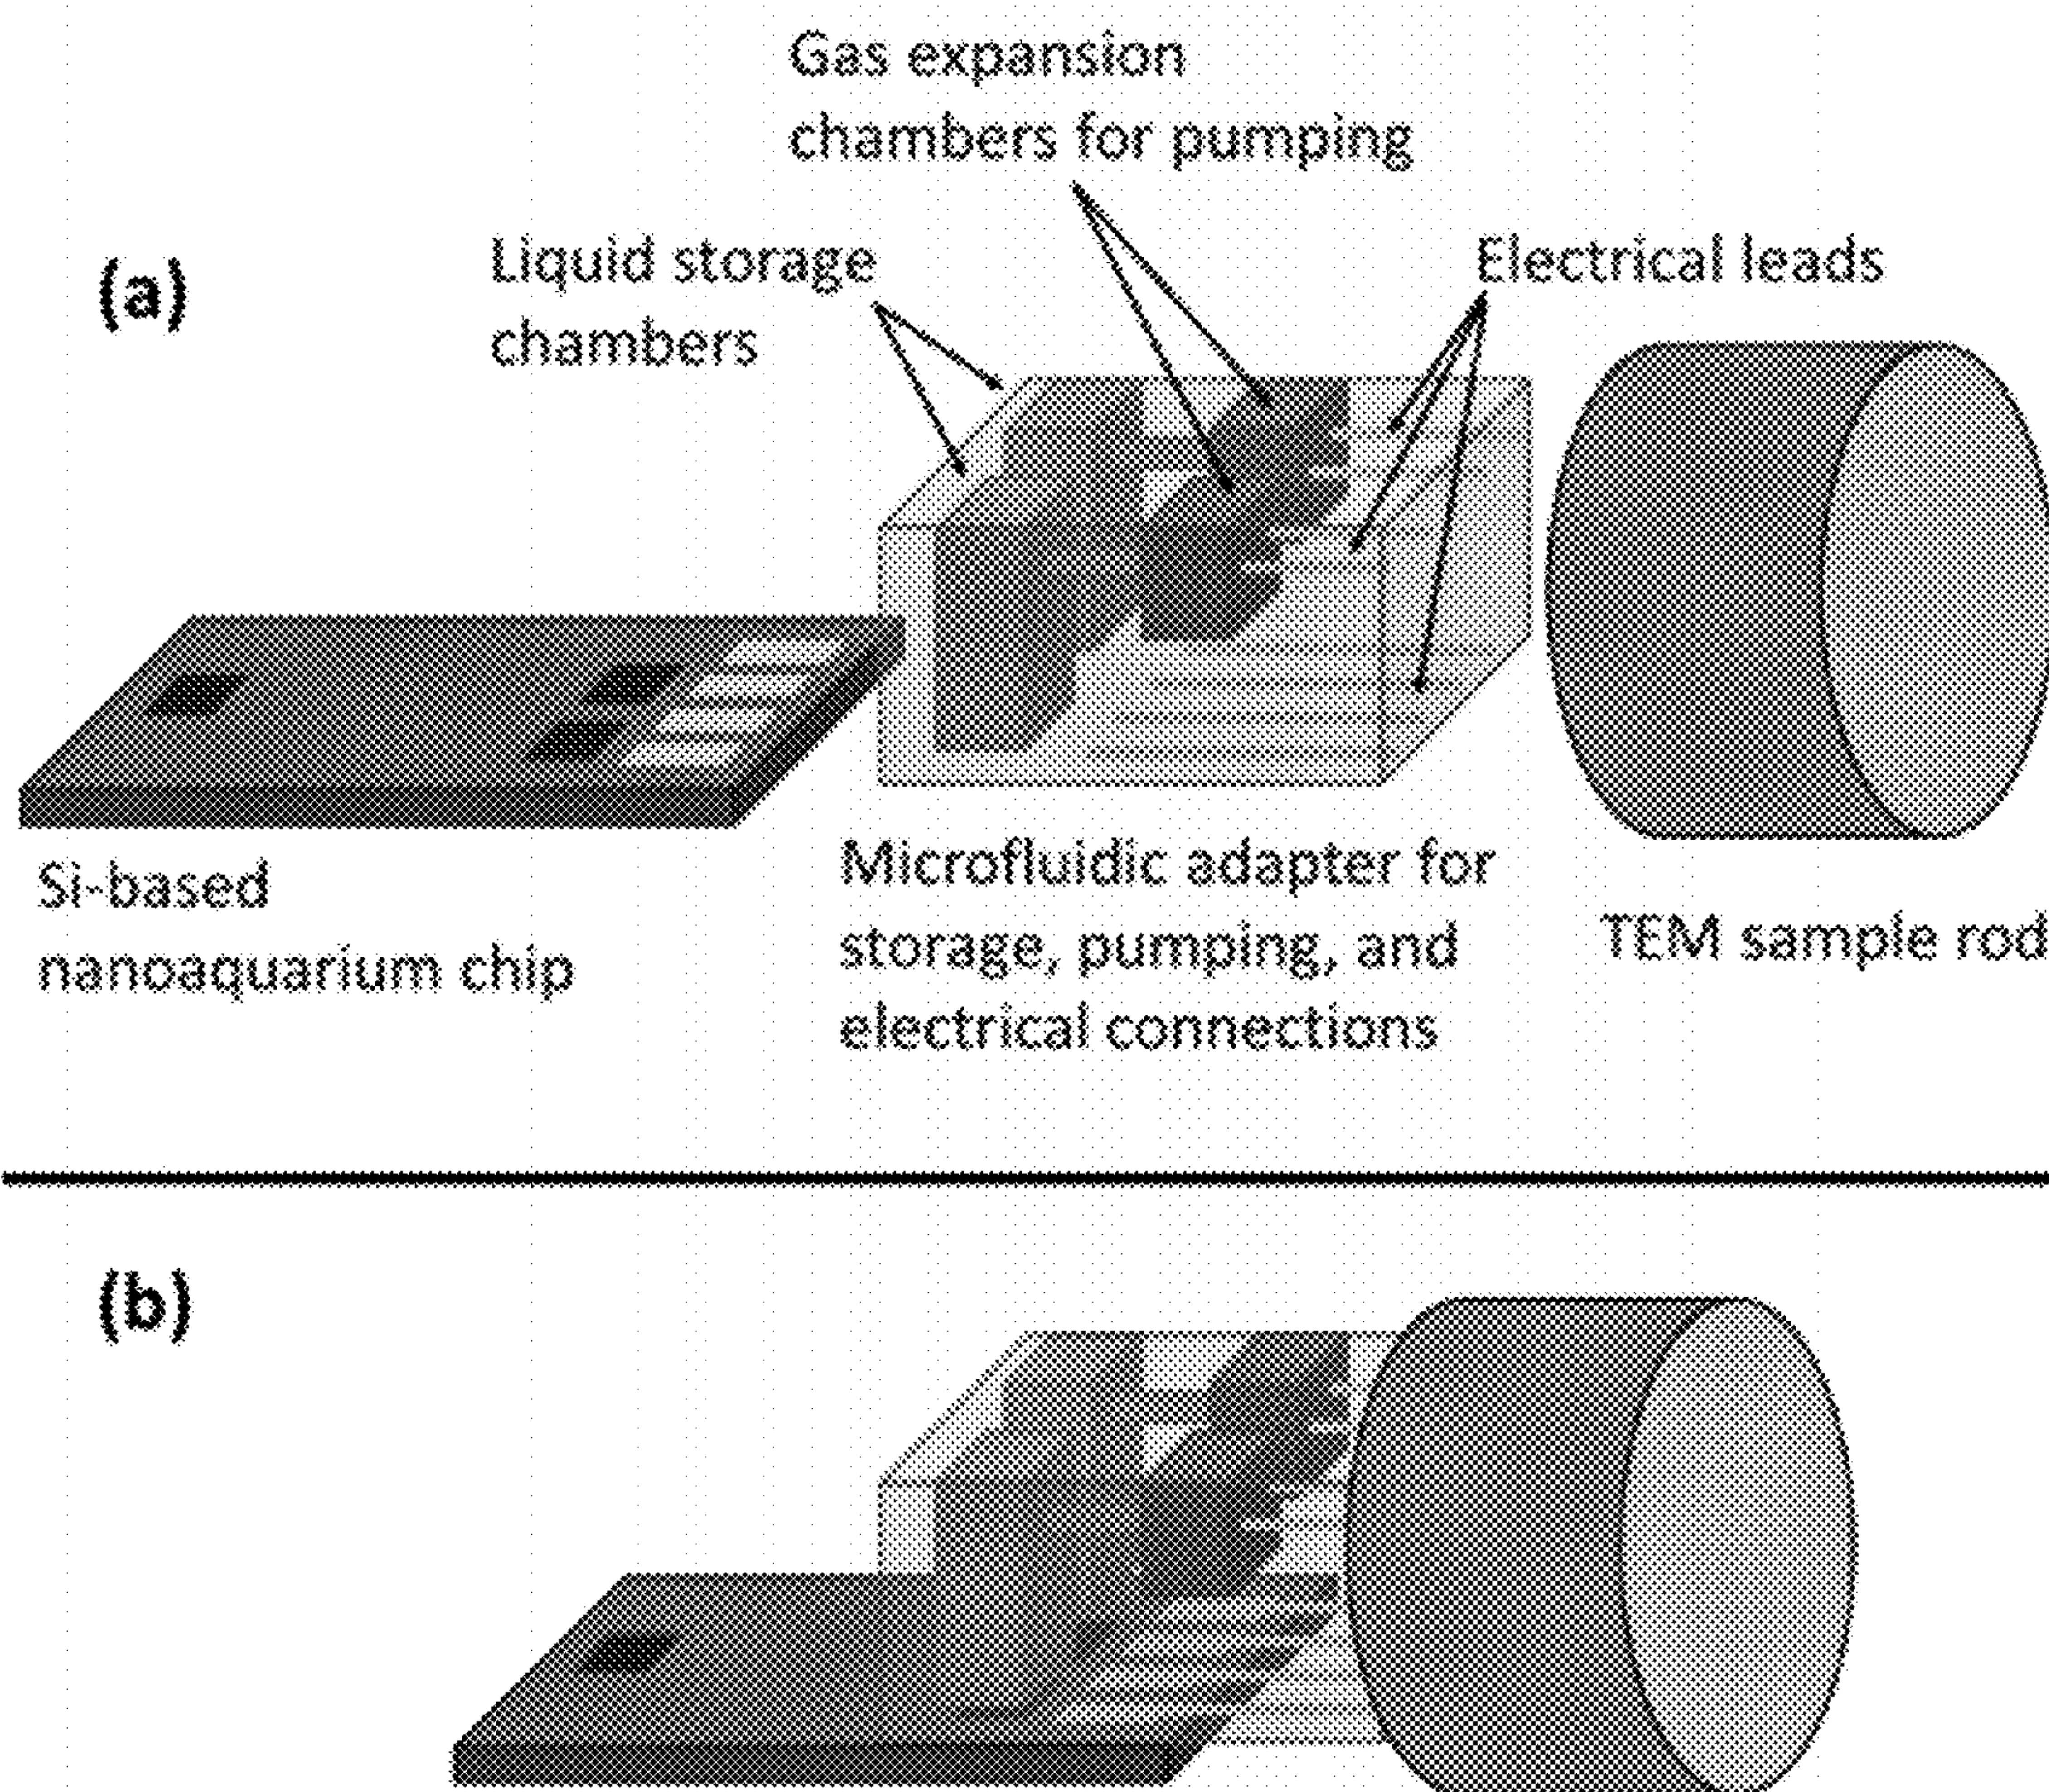 Gas expansion
chambers for pumping
(a)
Liquid storage
chambers
Electrical leads
Si-based
nanoaquarium chip
Microfluidic adapter for
storage, pumping, and
electrical connections
TEM sample rod
(b)